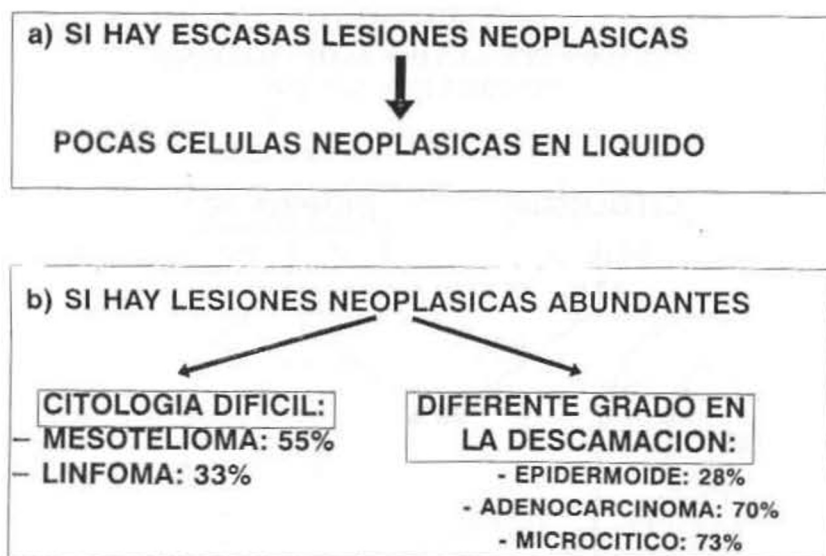 a) SI HAY ESCASAS LESIONES NEOPLASICAS
POCAS CELULAS NEOPLASICAS EN LIQUIDO
b) SI HAY LESIONES NEOPLASICAS ABUNDANTES
CITOLOGIA DIFICIL:
– MESOTELIOMA: 55%
– LINFOMA: 33%
DIFERENTE GRADO EN
LA DESCAMACION:
- EPIDERMOIDE: 28%
- ADENOCARCINOMA: 70%
- MICROCITICO: 73%